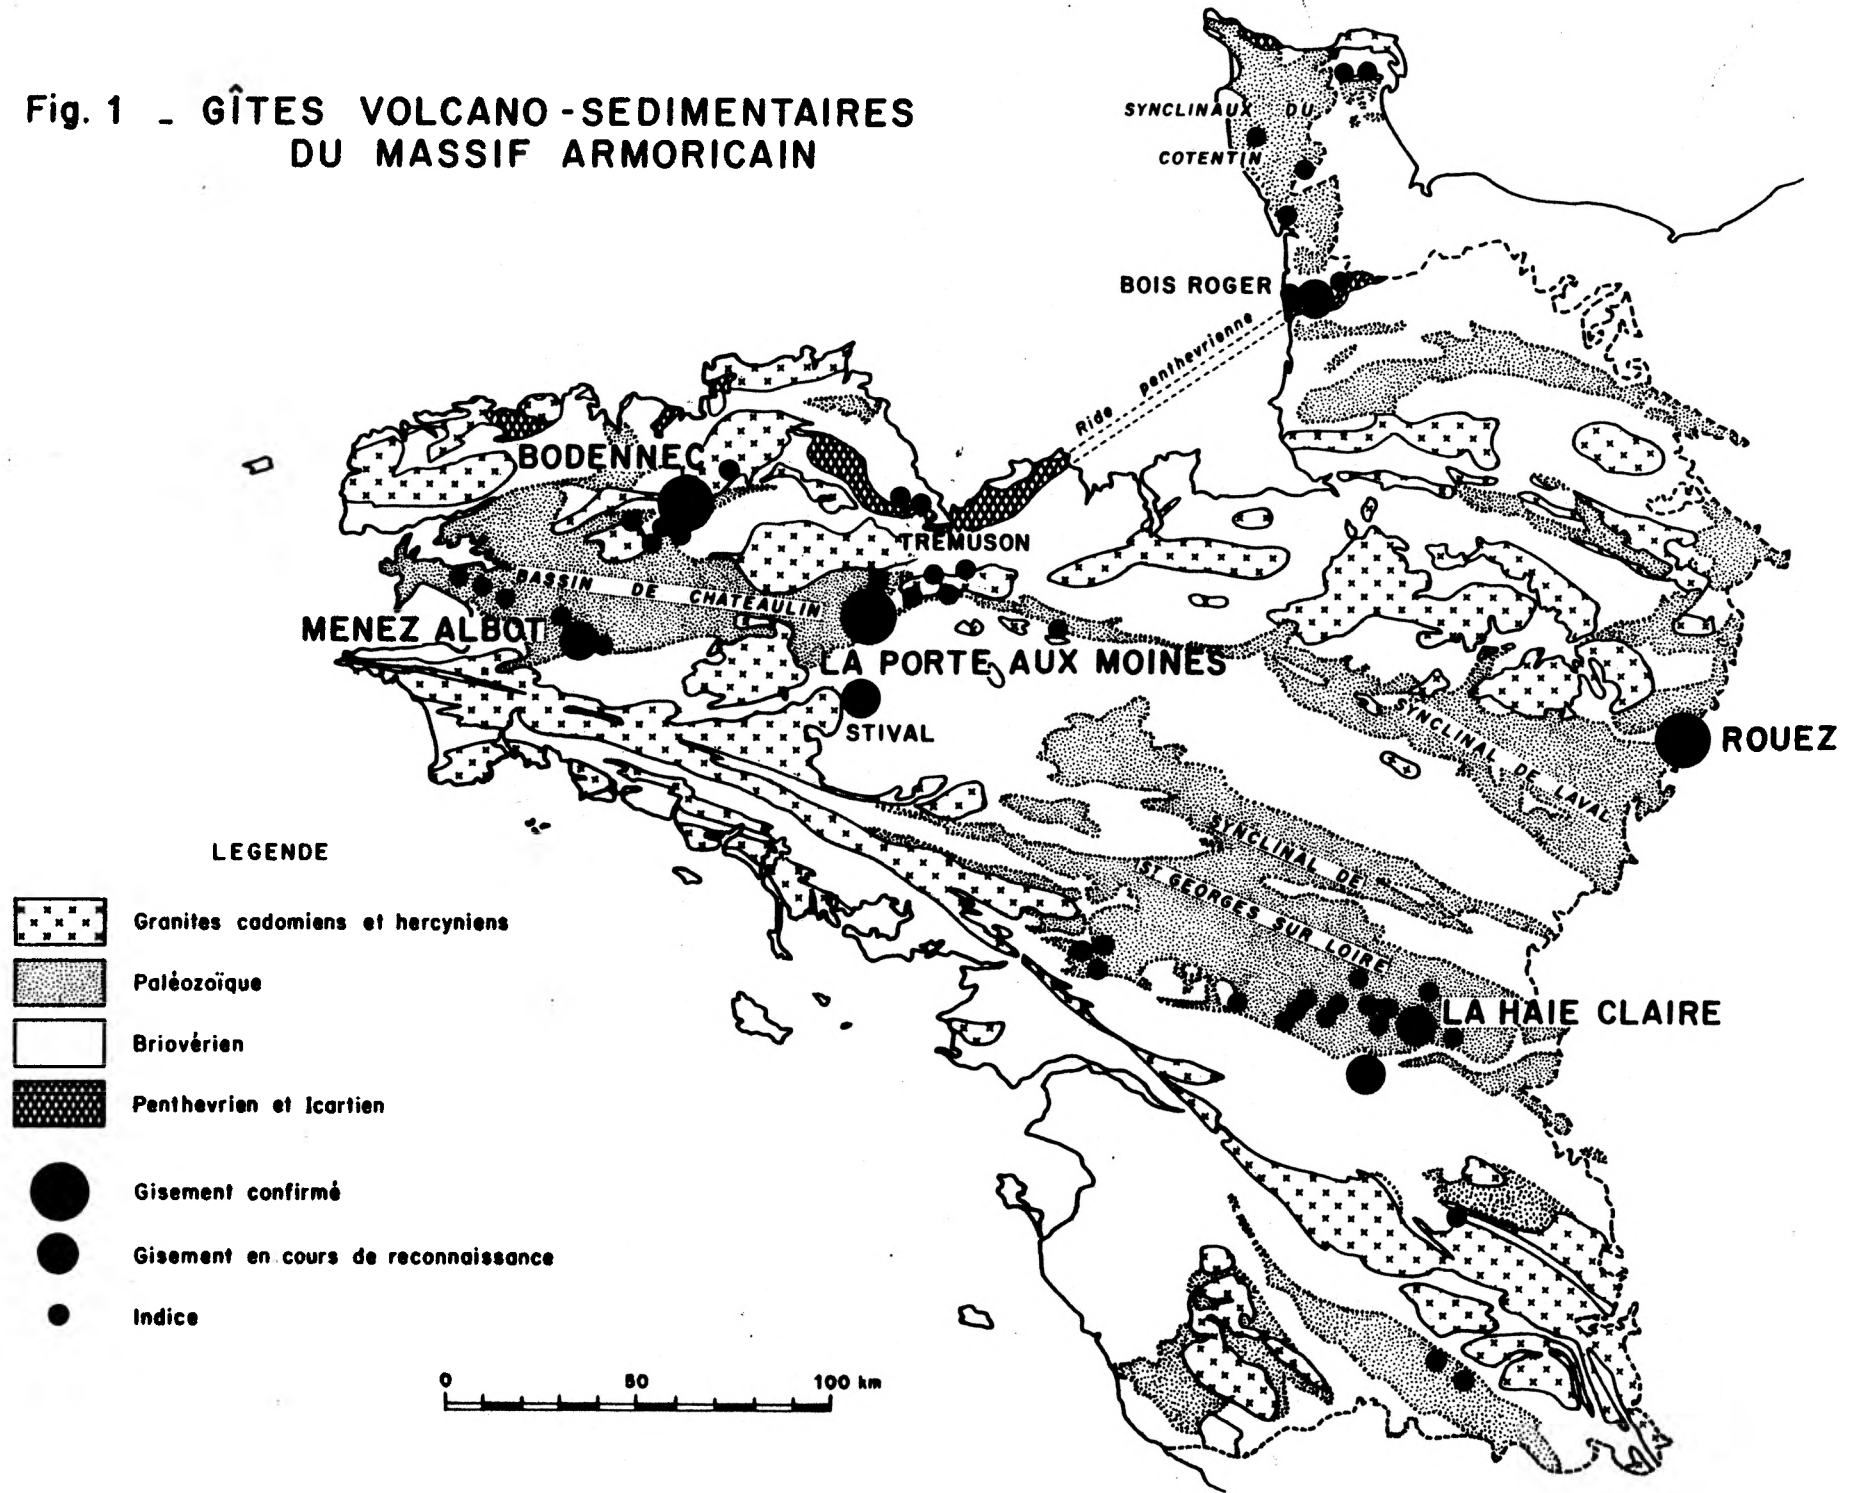 Fig. 1 - GÎTES VOLCANO-SEDIMENTAIRES
DU MASSIF ARMORICAIN
SYNCLINAUX DU
COTENTIN
BOIS ROGER
Ride penthevrienne
BODENNEC
TREMUSON
BASSIN DE CHATEAULIN
MENEZ ALBOT
LA PORTE AUX MOINES
STIVAL
SYNCLINAL DE LAVAL
ROUEZ
SYNCLINAL DE
ST GEORGES SUR LOIRE
LA HAIE CLAIRE
LEGENDE
Granites cadomiens et hercyniens
Paléozoïque
Briovérien
Penthevrien et Icartien
Gisement confirmé
Gisement en cours de reconnaissance
Indice
0 50 100 km